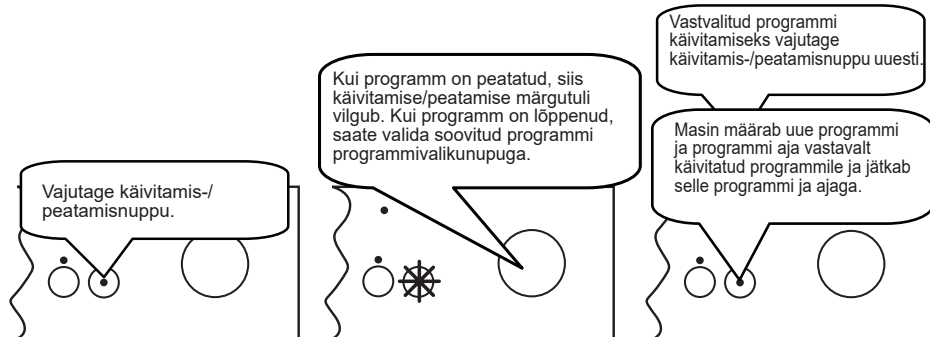 Vajutage käivitamis-/
peatamisnuppu.
Kui programm on peatatud, siis
käivitamise/peatamise märgutuli
vilgub. Kui programm on lõppenud,
saate valida soovitud programmi
programmivalikunupuga.
Vastvalitud programmi
käivitamiseks vajutage
käivitamis-/peatamisnuppu uuesti.
Masin määrab uue programmi
ja programmi aja vastavalt
käivitatud programmile ja jätkab
selle programmi ja ajaga.